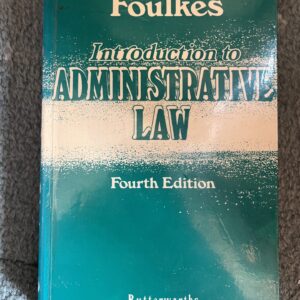 Foulkes
Introduction to
ADMINISTRATIVE
LAW
Fourth Edition
Butterworths